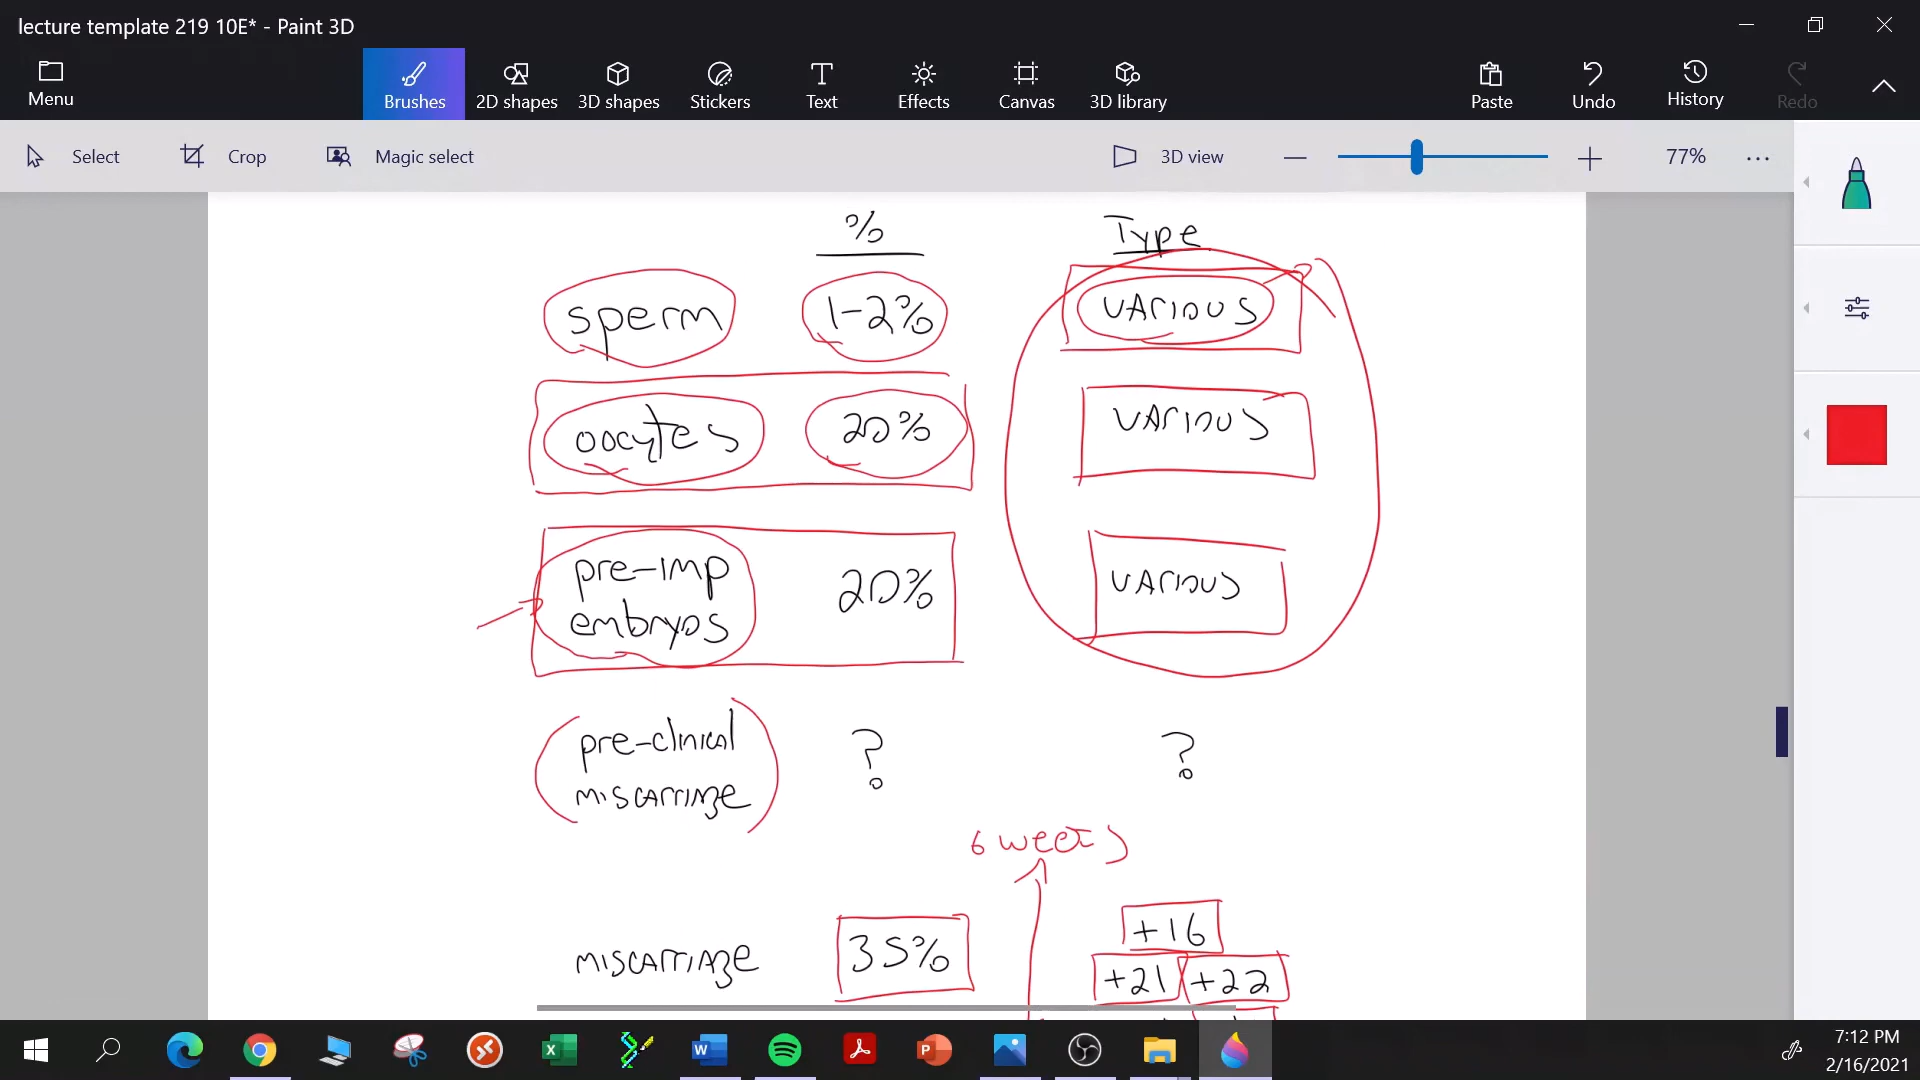 lecture template 219 10E* - Paint 3D
Menu
Brushes
2D shapes
3D shapes
Stickers
Text
Effects
Canvas
3D library
Paste
Undo
History
Redo
Select
Crop
Magic select
3D view
77%
% Type
sperm 1-2% various
oocytes 20% various
pre-imp
embryos 20% various
pre-clinical
miscarriage ? ?
6 weeks
+16
miscarriage 35% +21 +22
7:12 PM
2/16/2021